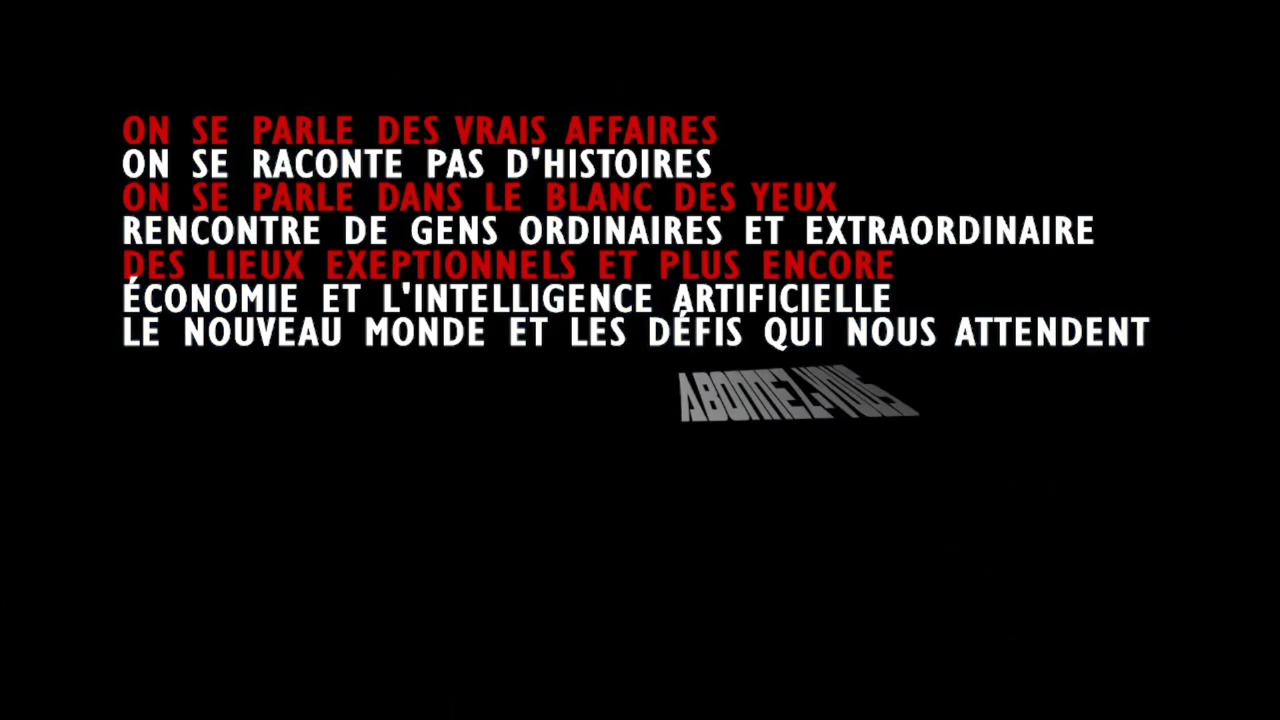 ON SE PARLE DES VRAIS AFFAIRES
ON SE RACONTE PAS D'HISTOIRES
ON SE PARLE DANS LE BLANC DES YEUX
RENCONTRE DE GENS ORDINAIRES ET EXTRAORDINAIRE
DES LIEUX EXEPTIONNELS ET PLUS ENCORE
ÉCONOMIE ET L'INTELLIGENCE ARTIFICIELLE
LE NOUVEAU MONDE ET LES DÉFIS QUI NOUS ATTENDENT
ABONNEZ-VOUS